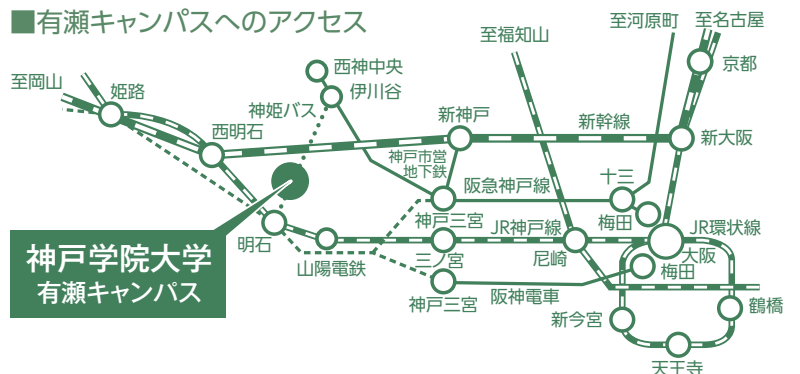 ■有瀬キャンパスへのアクセス
至岡山
姫路
西明石
神姫バス
西神中央
伊川谷
至福知山
至河原町
至名古屋
京都
新神戸
新幹線
新大阪
神戸市営
地下鉄
阪急神戸線
十三
梅田
神戸三宮
JR神戸線
JR環状線
明石
山陽電鉄
三ノ宮
尼崎
大阪
梅田
神戸三宮
阪神電車
新今宮
鶴橋
天王寺
神戸学院大学
有瀬キャンパス